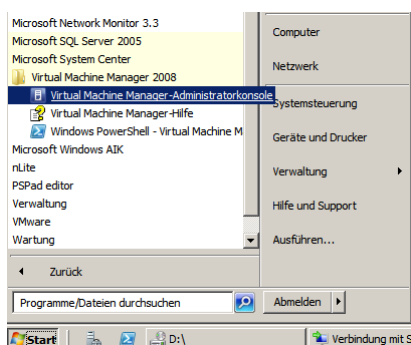 Microsoft Network Monitor 3.3
Microsoft SQL Server 2005
Microsoft System Center
Virtual Machine Manager 2008
Virtual Machine Manager-Administratorkonsole
Virtual Machine Manager-Hilfe
Windows PowerShell - Virtual Machine M
Microsoft Windows AIK
nLite
PSPad editor
Verwaltung
VMware
Wartung
Zurück
Programme/Dateien durchsuchen
Computer
Netzwerk
Systemsteuerung
Geräte und Drucker
Verwaltung
Hilfe und Support
Ausführen...
Abmelden
Start
D:\
Verbindung mit S